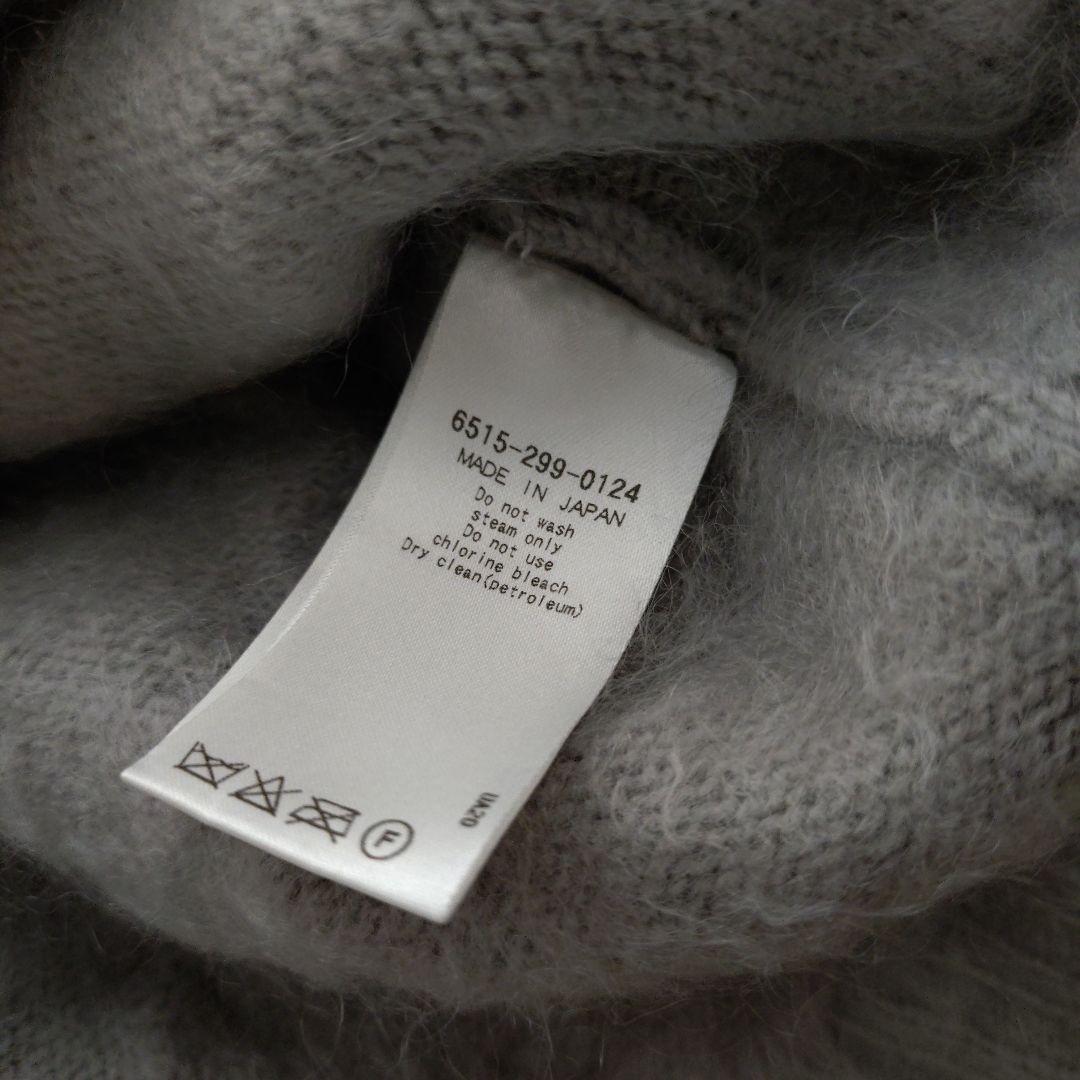 6515-299-0124
MADE IN JAPAN
Do not wash
steam only
Do not use
chlorine bleach
Dry clean(petroleum)
F
UA20